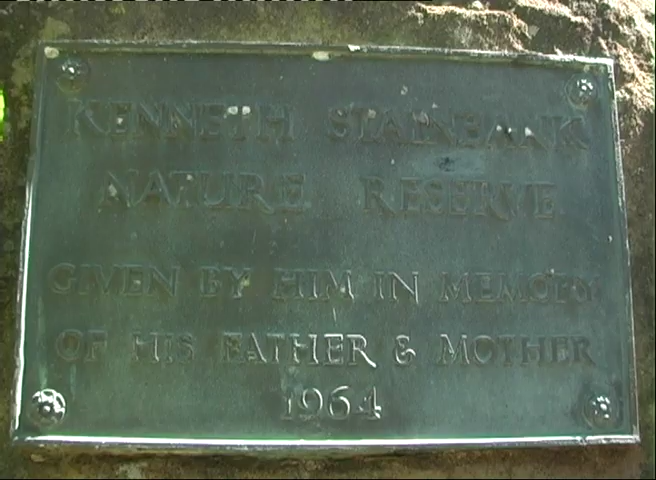 KENNETH STAINBANK
NATURE RESERVE
GIVEN BY HIM IN MEMORY
OF HIS FATHER & MOTHER
1964